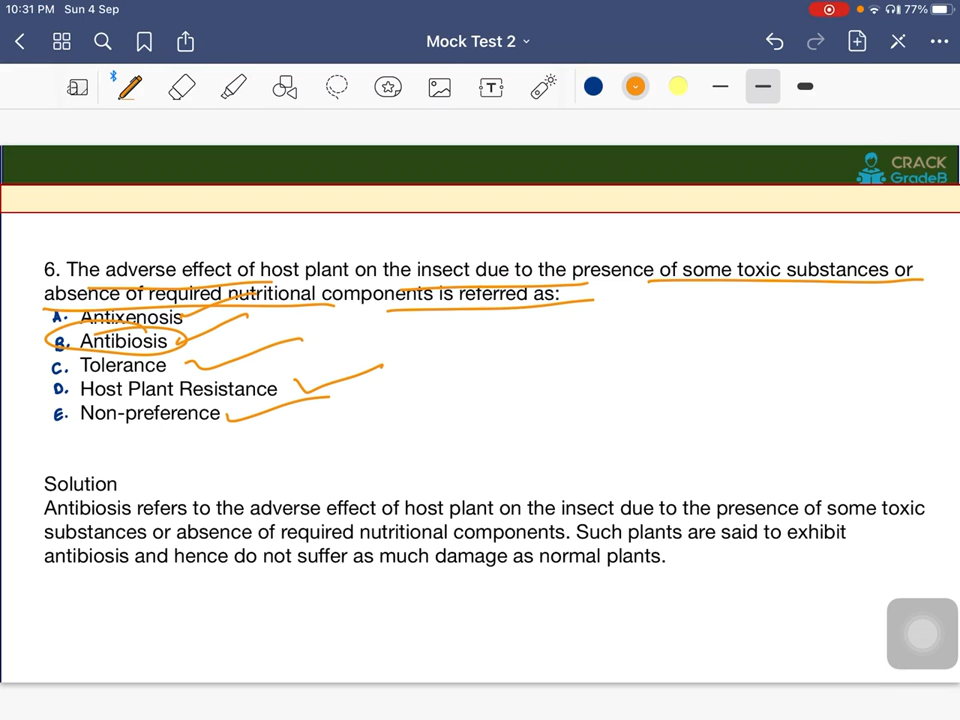 10:31 PM Sun 4 Sep 77%
Mock Test 2
T
CRACK
GradeB
6. The adverse effect of host plant on the insect due to the presence of some toxic substances or
absence of required nutritional components is referred as:
A. Antixenosis
B. Antibiosis
C. Tolerance
D. Host Plant Resistance
E. Non-preference
Solution
Antibiosis refers to the adverse effect of host plant on the insect due to the presence of some toxic
substances or absence of required nutritional components. Such plants are said to exhibit
antibiosis and hence do not suffer as much damage as normal plants.